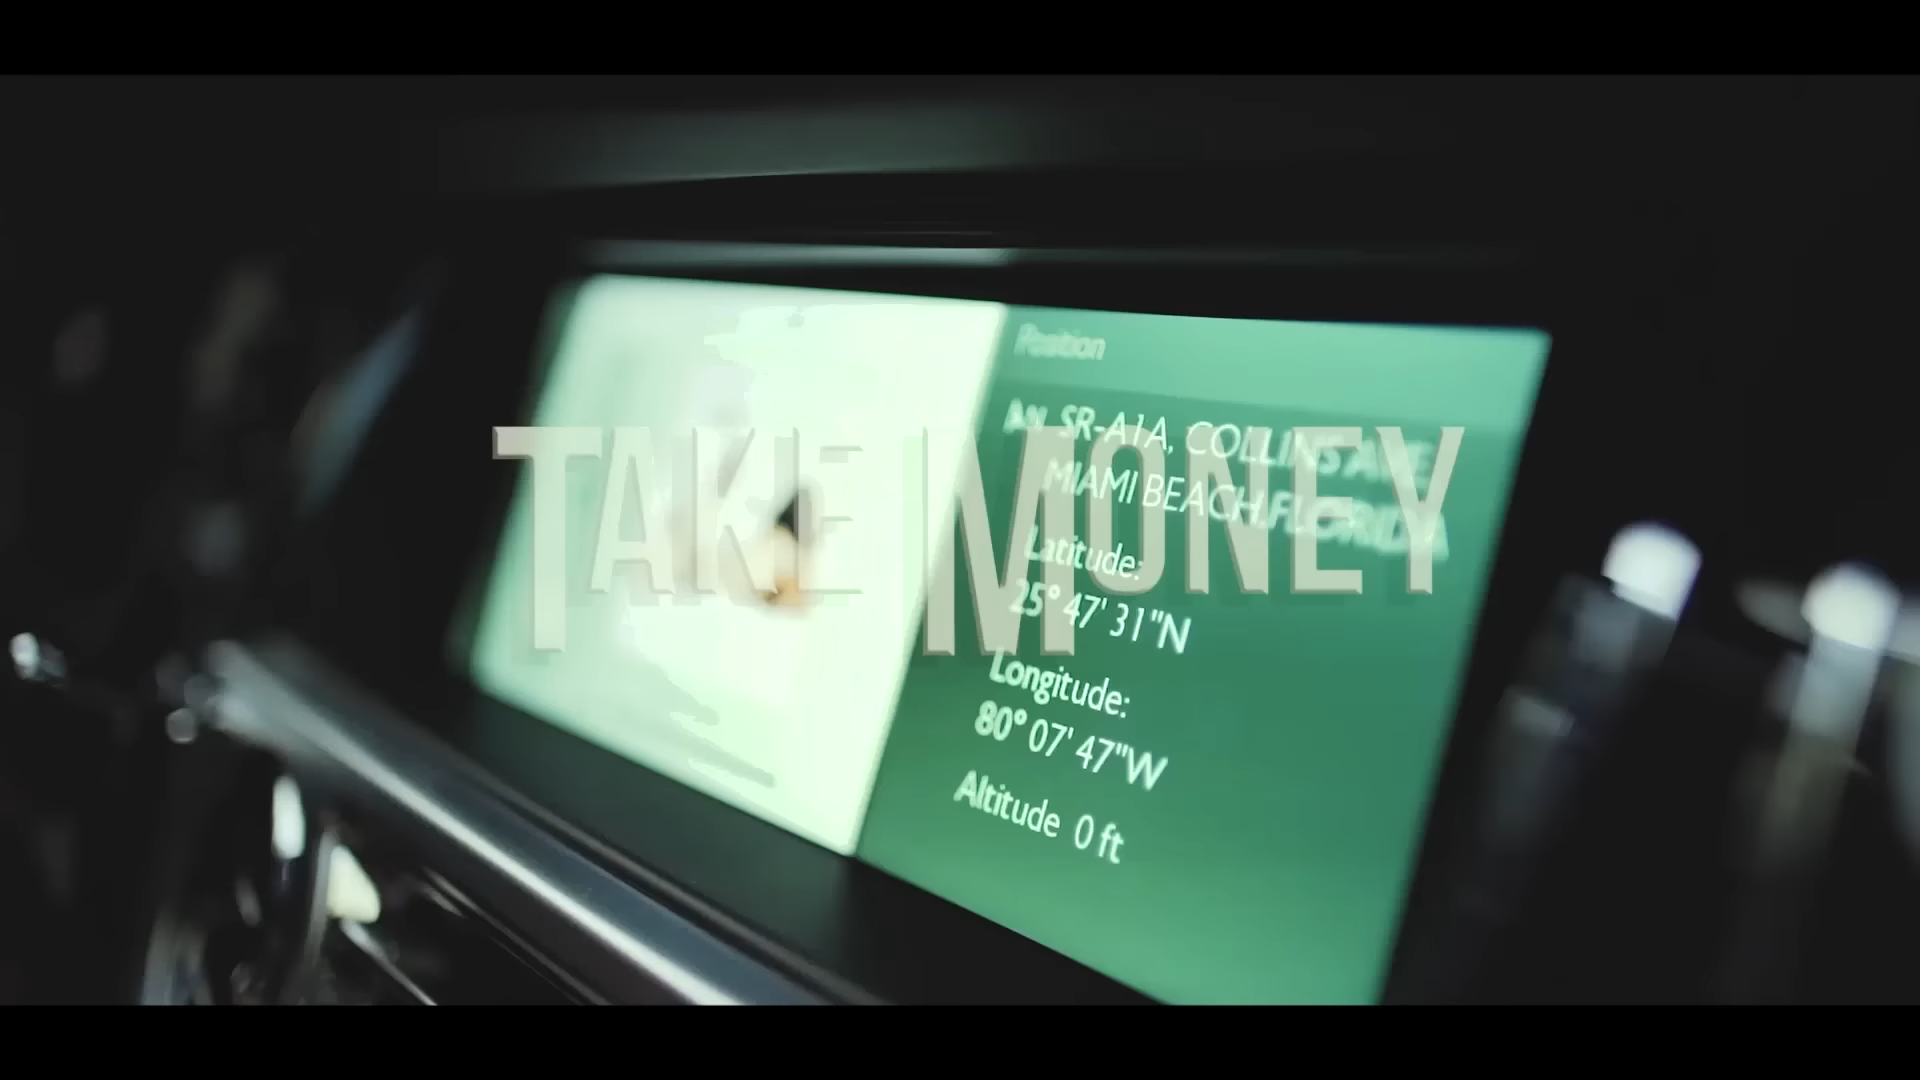 Position
SR-A1A, COLLINS AVE
MIAMI BEACH, FLORIDA
TAKE MONEY
Latitude:
25° 47' 31"N
Longitude:
80° 07' 47"W
Altitude 0 ft